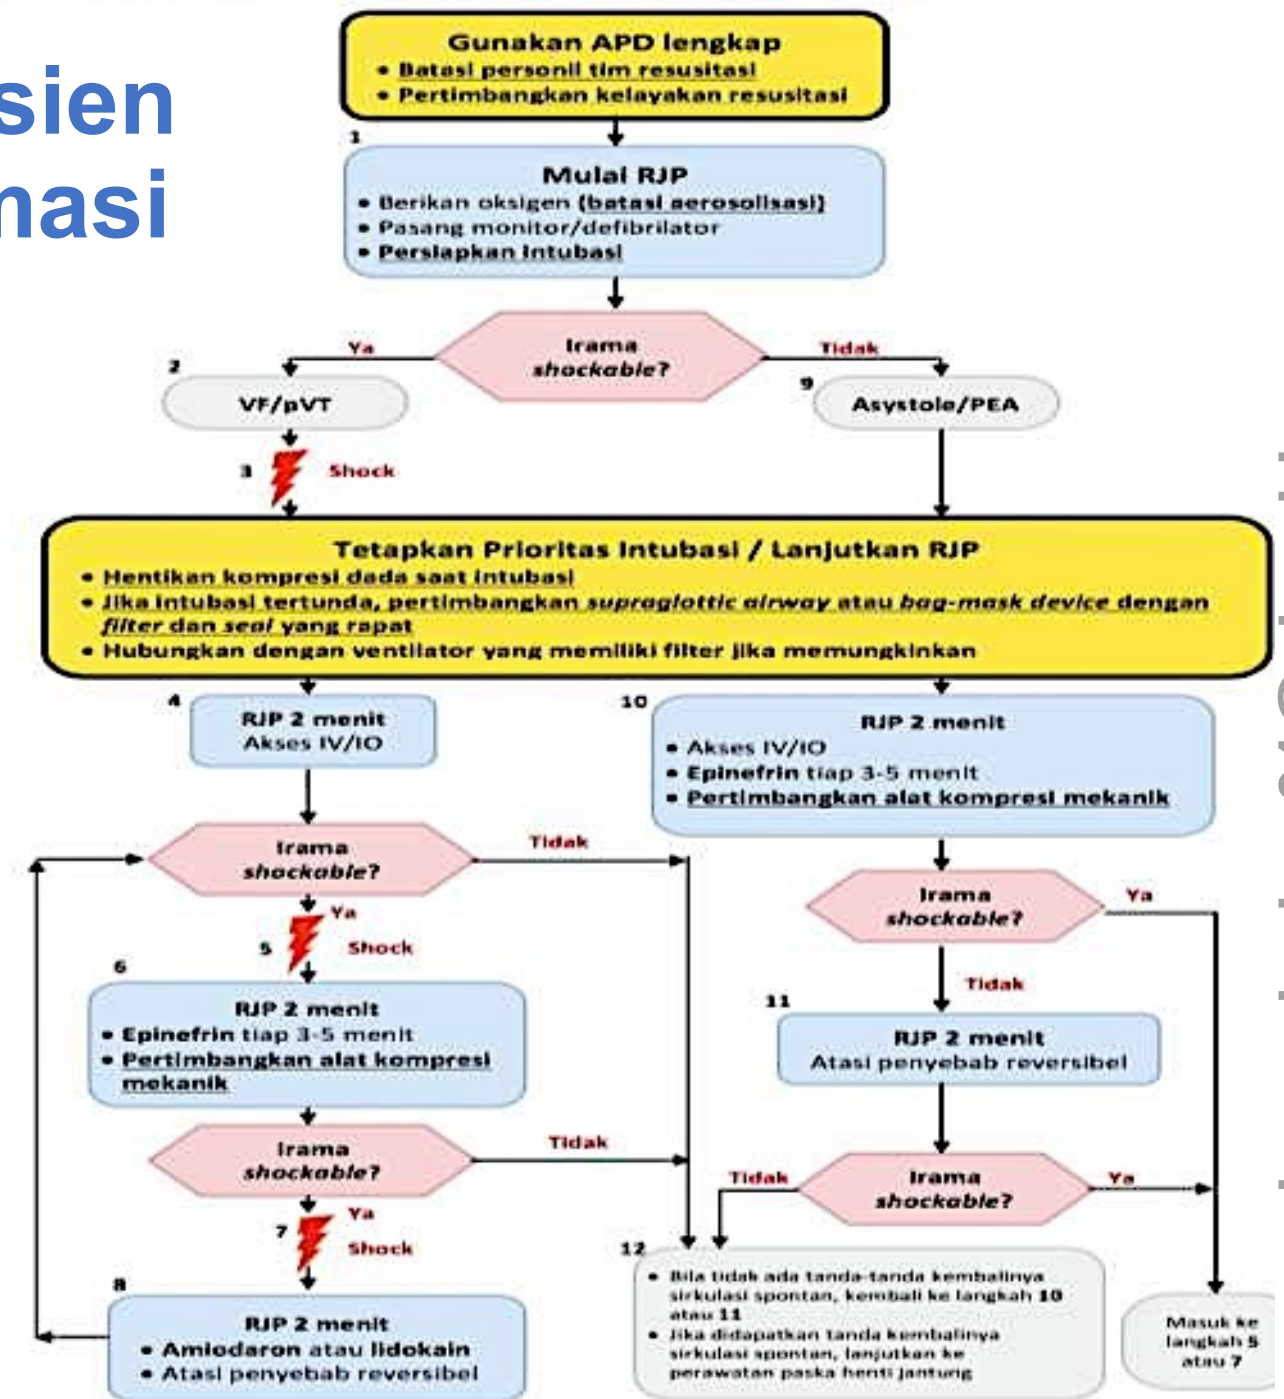 sien
masi
Gunakan APD lengkap
• Batasi personil tim resusitasi
• Pertimbangkan kelayakan resusitasi
1
Mulai RJP
• Berikan oksigen (batasi aerosolisasi)
• Pasang monitor/defibrilator
• Persiapkan intubasi
Irama
shockable?
Ya
Tidak
2
VF/pVT
9
Asystole/PEA
3
Shock
Tetapkan Prioritas Intubasi / Lanjutkan RJP
• Hentikan kompresi dada saat intubasi
• Jika intubasi tertunda, pertimbangkan supraglottic airway atau bag-mask device dengan
filter dan seal yang rapat
• Hubungkan dengan ventilator yang memiliki filter jika memungkinkan
4
RJP 2 menit
Akses IV/IO
10
RJP 2 menit
• Akses IV/IO
• Epinefrin tiap 3-5 menit
• Pertimbangkan alat kompresi mekanik
Irama
shockable?
Tidak
Ya
5
Shock
6
RJP 2 menit
• Epinefrin tiap 3-5 menit
• Pertimbangkan alat kompresi
mekanik
Irama
shockable?
Tidak
Ya
7
Shock
8
RJP 2 menit
• Amiodaron atau lidokain
• Atasi penyebab reversibel
Irama
shockable?
Ya
Tidak
11
RJP 2 menit
Atasi penyebab reversibel
Irama
shockable?
Tidak
Ya
12
• Bila tidak ada tanda-tanda kembalinya
sirkulasi spontan, kembali ke langkah 10
atau 11
• Jika didapatkan tanda kembalinya
sirkulasi spontan, lanjutkan ke
perawatan paska henti jantung
Masuk ke
langkah 5
atau 7